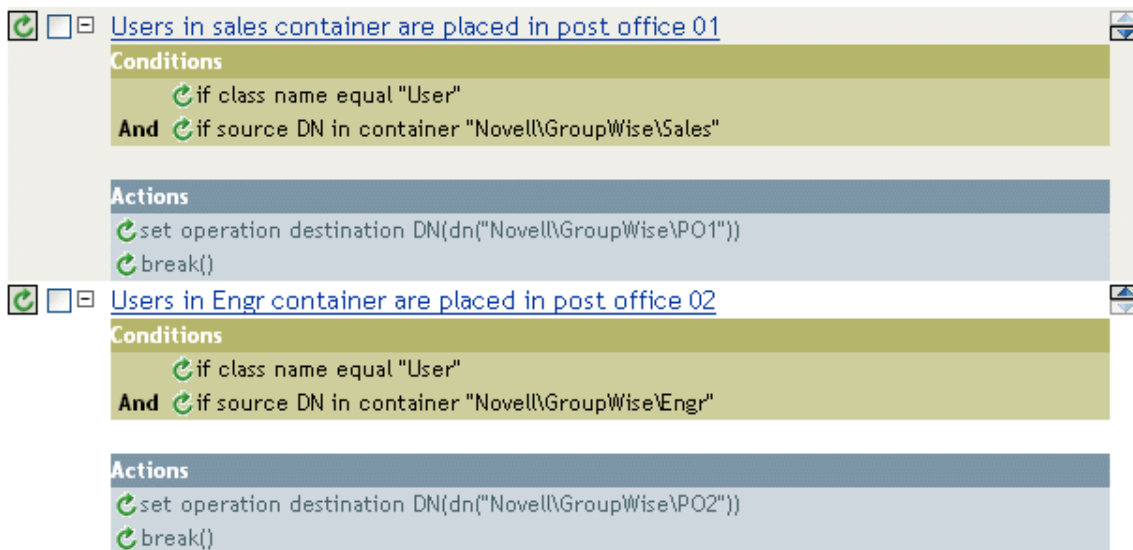 Users in sales container are placed in post office 01
Conditions
if class name equal "User"
And if source DN in container "Novell\GroupWise\Sales"
Actions
set operation destination DN(dn("Novell\GroupWise\PO1"))
break()
Users in Engr container are placed in post office 02
Conditions
if class name equal "User"
And if source DN in container "Novell\GroupWise\Engr"
Actions
set operation destination DN(dn("Novell\GroupWise\PO2"))
break()